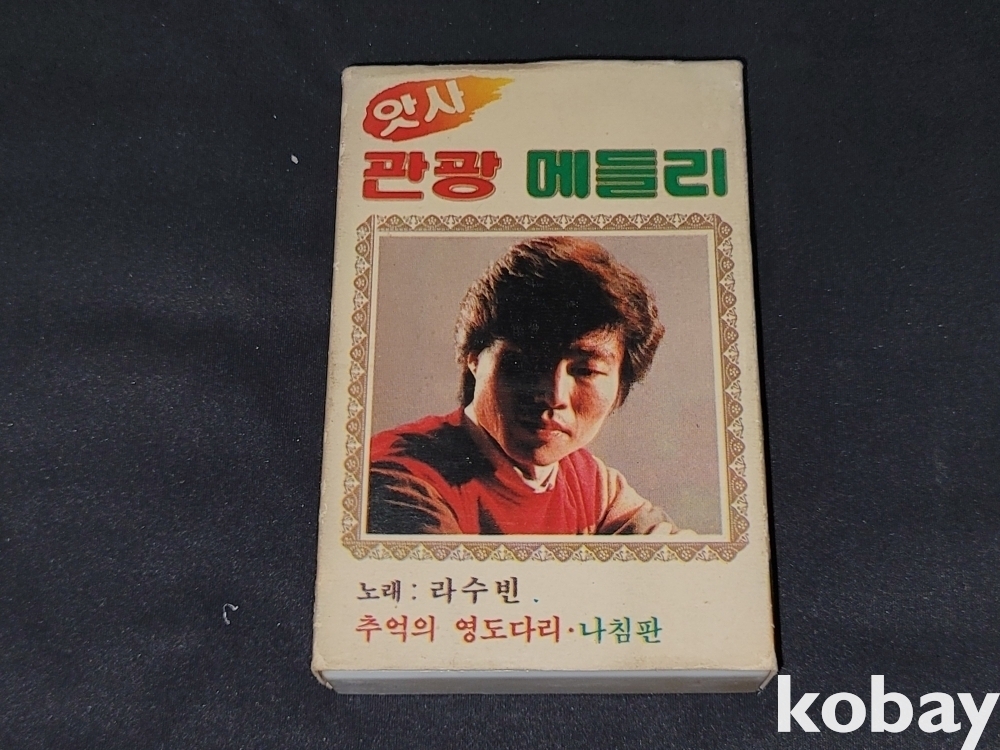 앗사
관광 메들리
노래 : 라수빈.
추억의 영도다리·나침판
kobay